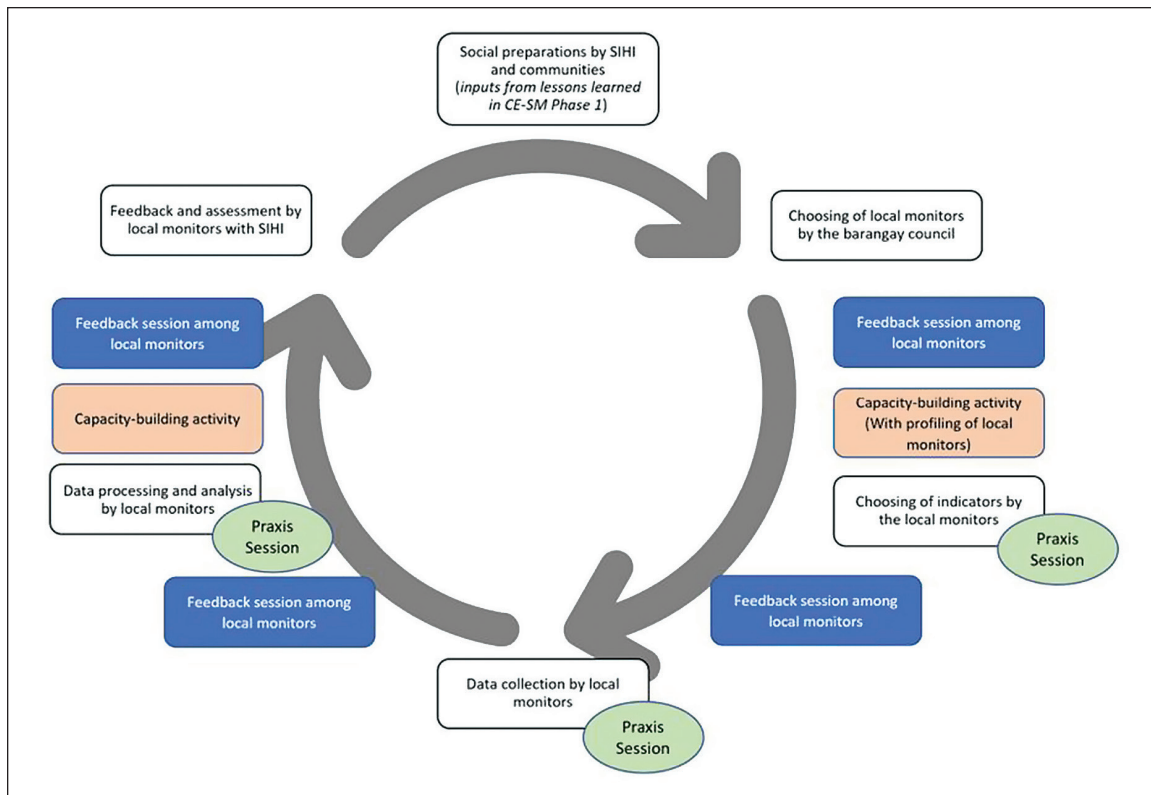 Social preparations by SIHI
and communities
(inputs from lessons learned
in CE-SM Phase 1)
Choosing of local monitors
by the barangay council
Feedback session among
local monitors
Capacity-building activity
(With profiling of local
monitors)
Choosing of indicators by
the local monitors
Praxis
Session
Feedback session among
local monitors
Data collection by local
monitors
Praxis
Session
Feedback session among
local monitors
Data processing and analysis
by local monitors
Praxis
Session
Capacity-building activity
Feedback session among
local monitors
Feedback and assessment by
local monitors with SIHI